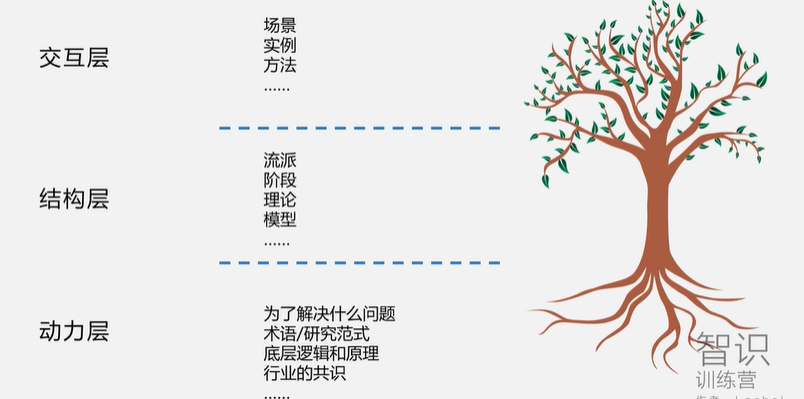 交互层
场景
实例
方法
......
结构层
流派
阶段
理论
模型
......
动力层
为了解决什么问题
术语/研究范式
底层逻辑和原理
行业的共识
......
智识
训练营